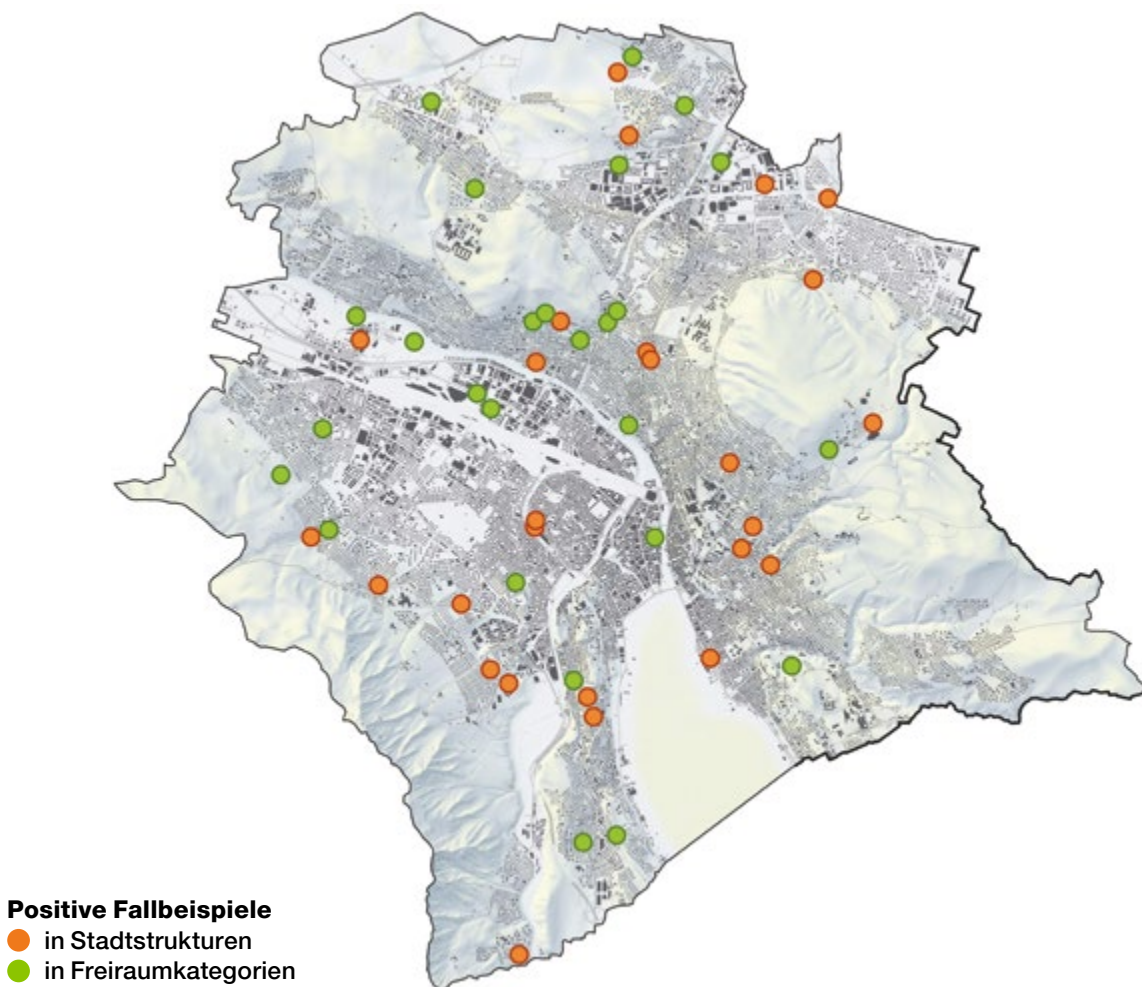 Positive Fallbeispiele
in Stadtstrukturen
in Freiraumkategorien